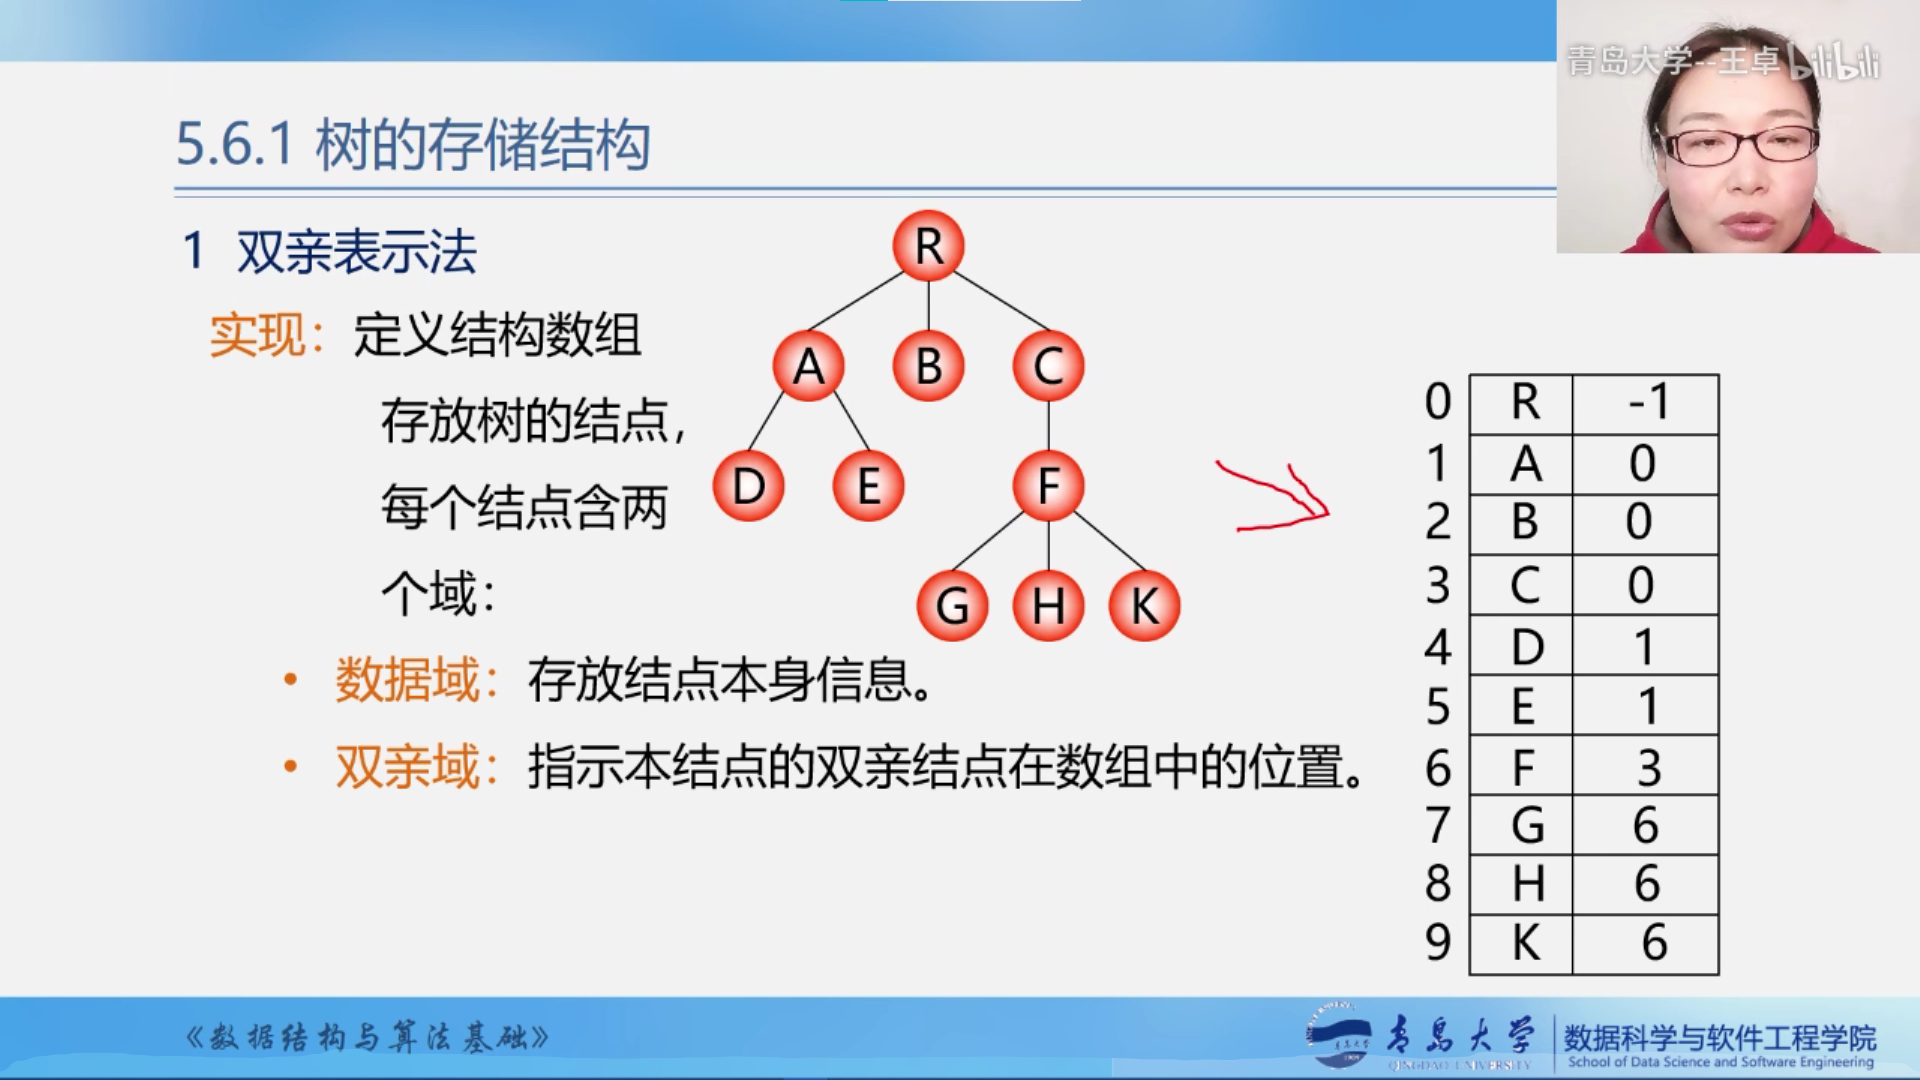 青岛大学--王卓 bilibili
5.6.1 树的存储结构
1 双亲表示法
实现：定义结构数组
存放树的结点，
每个结点含两
个域：
• 数据域：存放结点本身信息。
• 双亲域：指示本结点的双亲结点在数组中的位置。
R
A B C
D E F
G H K
0 R -1
1 A 0
2 B 0
3 C 0
4 D 1
5 E 1
6 F 3
7 G 6
8 H 6
9 K 6
《数据结构与算法基础》
青岛大学
QINGDAO UNIVERSITY
数据科学与软件工程学院
School of Data Science and Software Engineering